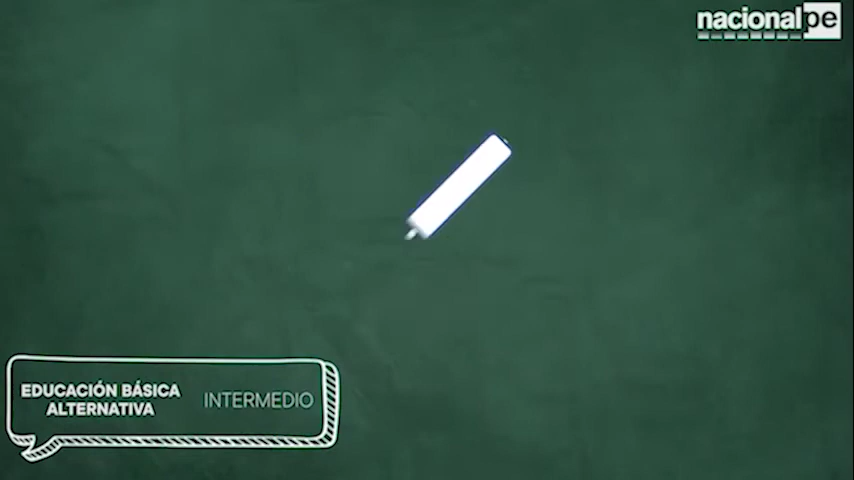 nacionalpe
EDUCACIÓN BÁSICA
ALTERNATIVA
INTERMEDIO